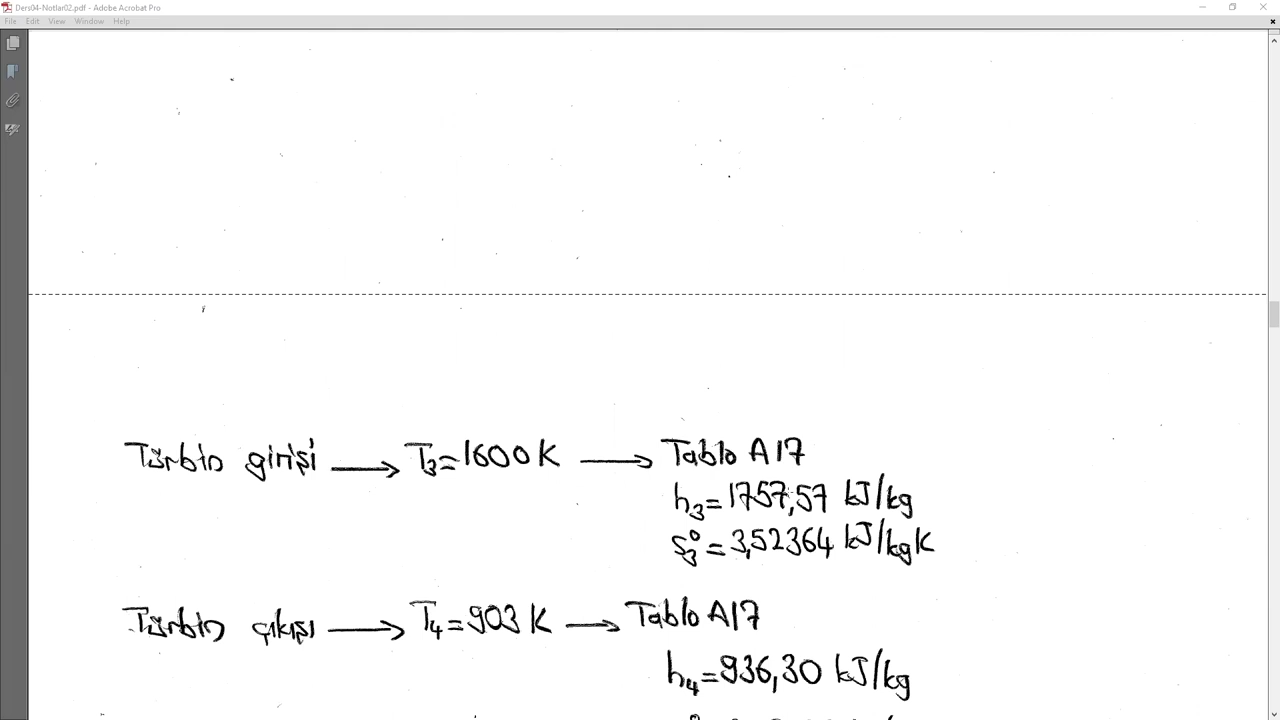 Ders04-Notlar02.pdf - Adobe Acrobat Pro
File Edit View Window Help
Türbin girişi → T₃=1600 K → Tablo A17
h₃=1757,57 kJ/kg
s₃⁰=3,52364 kJ/kgK
Türbin çıkışı → T₄=903 K → Tablo A17
h₄=936,30 kJ/kg